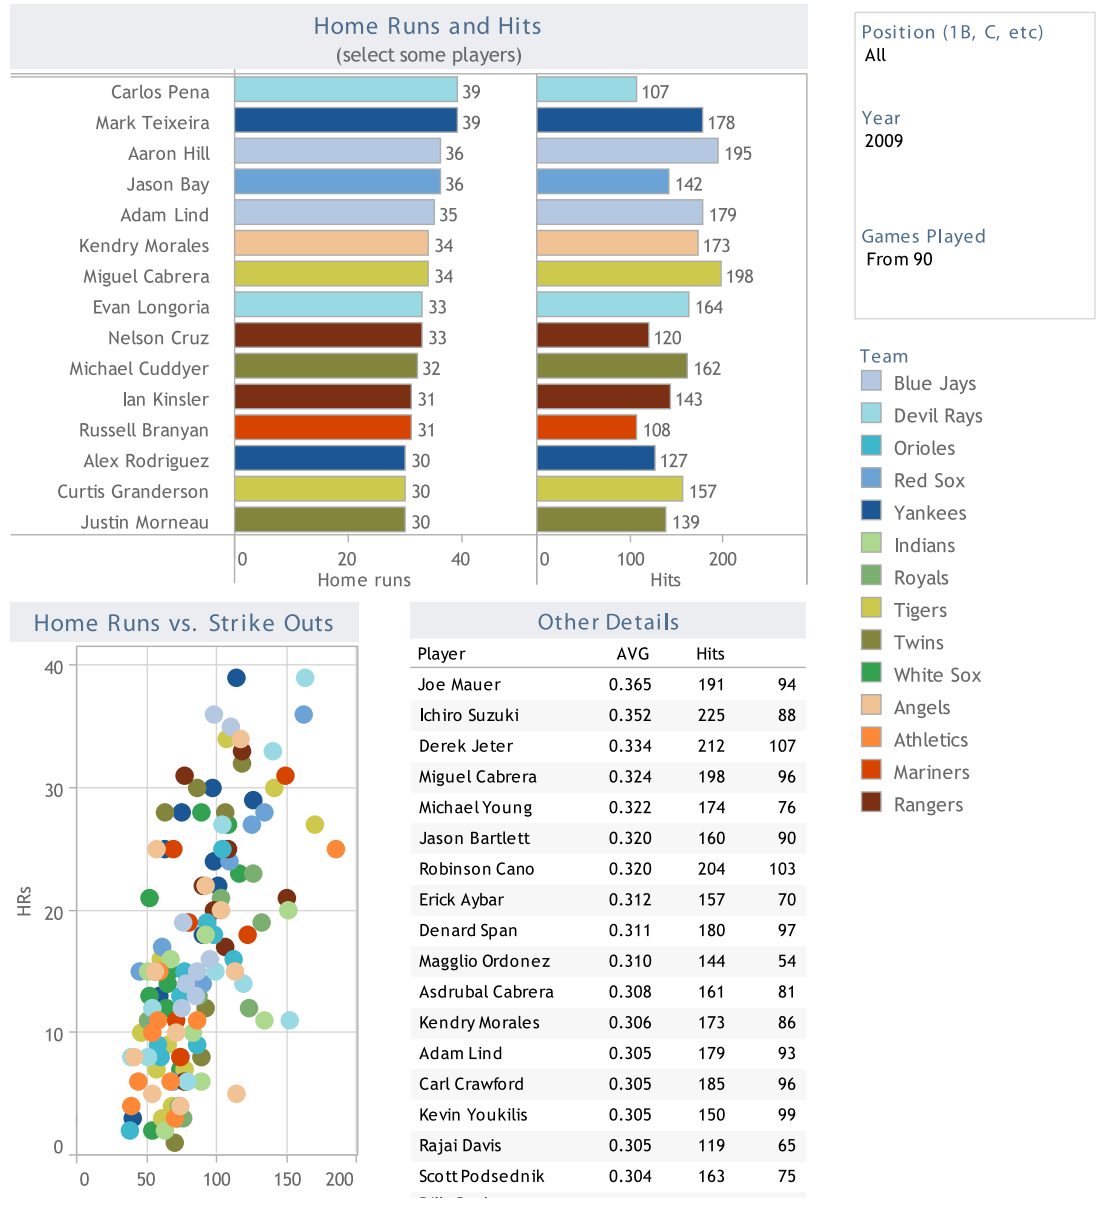 Home Runs and Hits
(select some players)
Carlos Pena 39 107
Mark Teixeira 39 178
Aaron Hill 36 195
Jason Bay 36 142
Adam Lind 35 179
Kendry Morales 34 173
Miguel Cabrera 34 198
Evan Longoria 33 164
Nelson Cruz 33 120
Michael Cuddyer 32 162
Ian Kinsler 31 143
Russell Branyan 31 108
Alex Rodriguez 30 127
Curtis Granderson 30 157
Justin Morneau 30 139
0 20 40 0 100 200
Home runs Hits
Position (1B, C, etc)
All
Year
2009
Games Played
From 90
Team
Blue Jays
Devil Rays
Orioles
Red Sox
Yankees
Indians
Royals
Tigers
Twins
White Sox
Angels
Athletics
Mariners
Rangers
Home Runs vs. Strike Outs
HRs
40
30
20
10
0
0 50 100 150 200
Other Details
Player AVG Hits
Joe Mauer 0.365 191 94
Ichiro Suzuki 0.352 225 88
Derek Jeter 0.334 212 107
Miguel Cabrera 0.324 198 96
Michael Young 0.322 174 76
Jason Bartlett 0.320 160 90
Robinson Cano 0.320 204 103
Erick Aybar 0.312 157 70
Denard Span 0.311 180 97
Magglio Ordonez 0.310 144 54
Asdrubal Cabrera 0.308 161 81
Kendry Morales 0.306 173 86
Adam Lind 0.305 179 93
Carl Crawford 0.305 185 96
Kevin Youkilis 0.305 150 99
Rajai Davis 0.305 119 65
Scott Podsednik 0.304 163 75